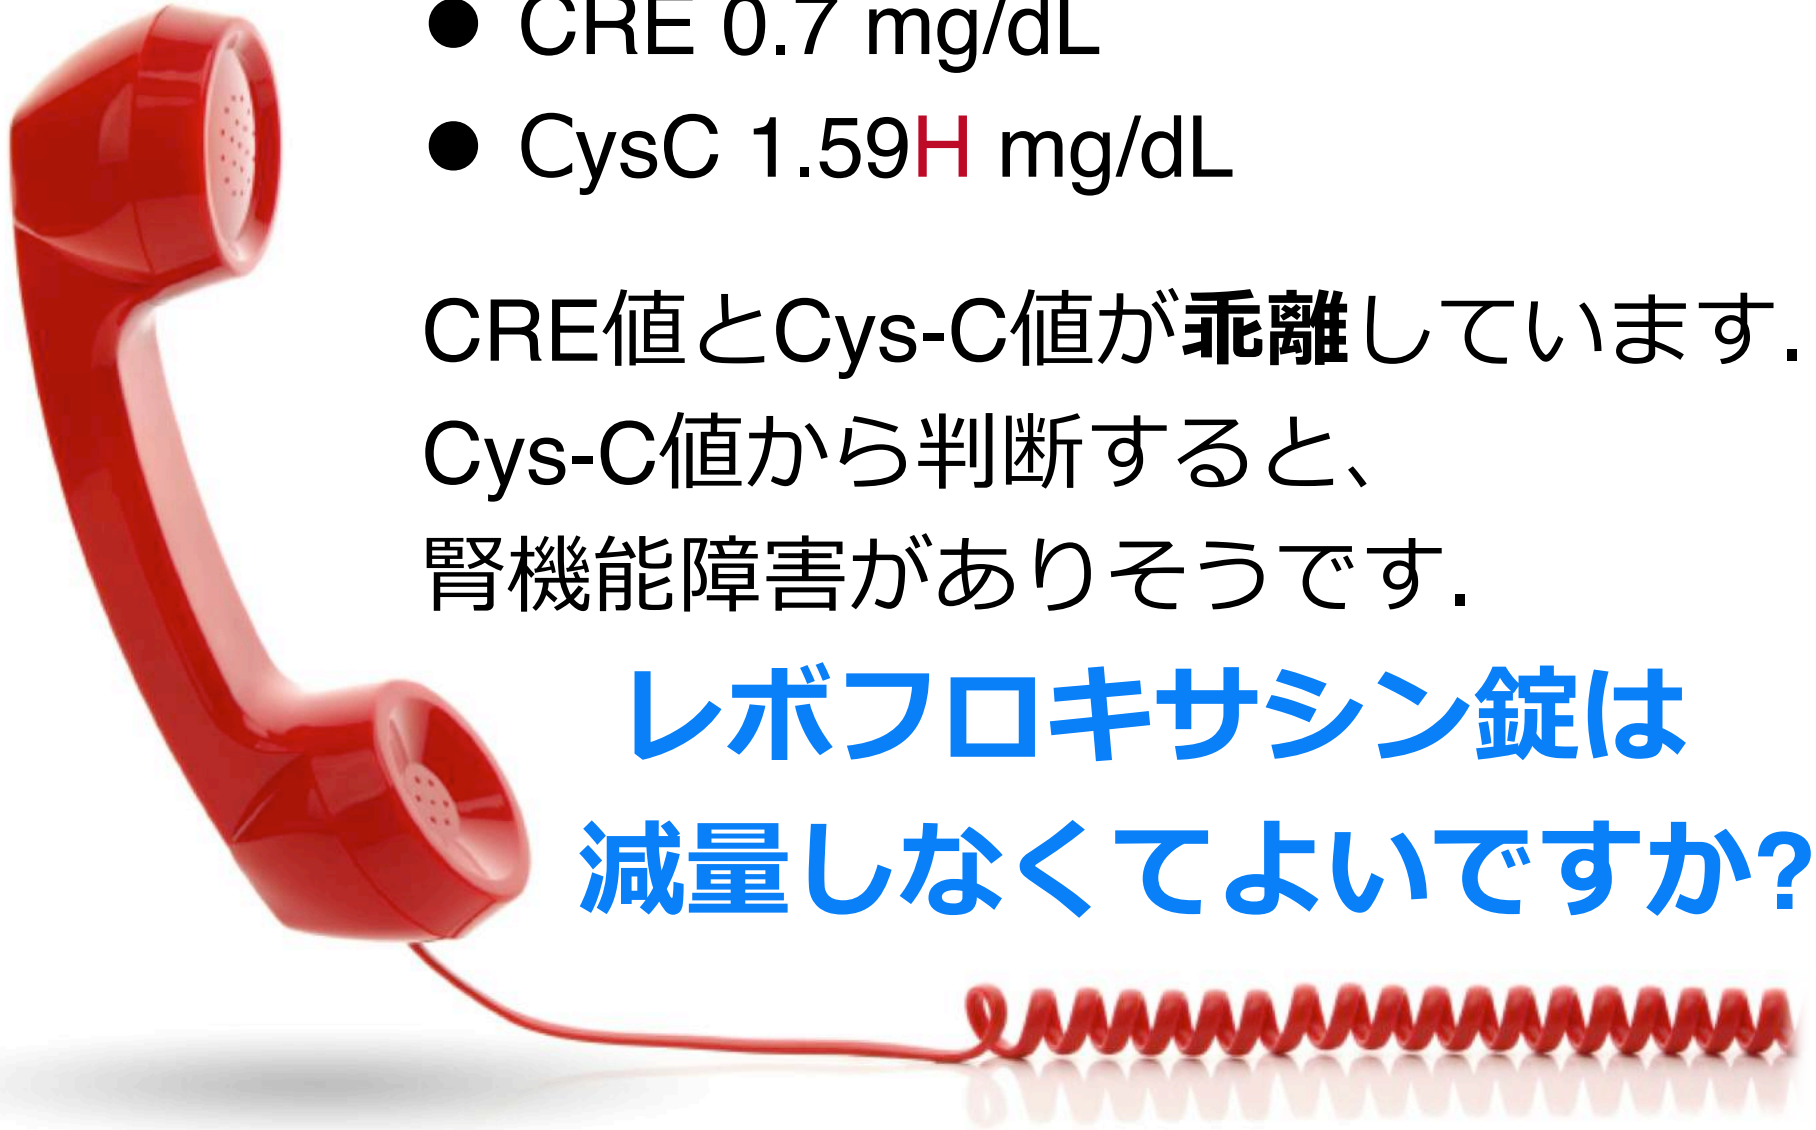 ● CRE 0.7 mg/dL
● CysC 1.59H mg/dL
CRE値とCys-C値が乖離しています.
Cys-C値から判断すると、
腎機能障害がありそうです.
レボフロキサシン錠は
減量しなくてよいですか?